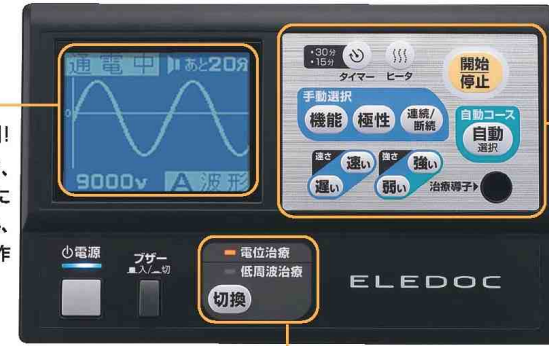 通電中 あと20分
0
9000v A 波形
・30分
・15分
タイマー ヒータ
開始
停止
手動選択
機能 極性 連続/断続
自動コース
自動
選択
速さ 速い 強さ 強い
遅い 弱い 治療導子▶
!
、
に
、
作
電源 ブザー
入/切
電位治療
低周波治療
切換
ELEDOC